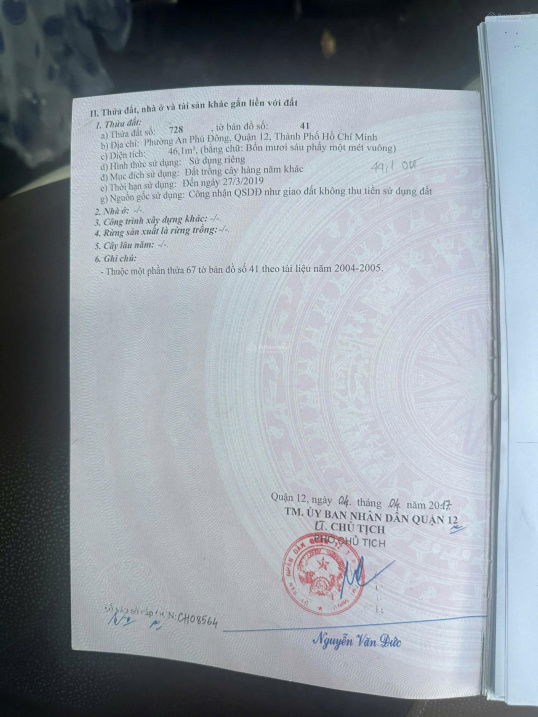 II. Thửa đất, nhà ở và tài sản khác gắn liền với đất
1. Thửa đất:
a) Thửa đất số: 728 , tờ bản đồ số: 41
b) Địa chỉ: Phường An Phú Đông, Quận 12, Thành Phố Hồ Chí Minh
c) Diện tích: 46,1m², (bằng chữ: Bốn mươi sáu phẩy một mét vuông)
d) Hình thức sử dụng: Sử dụng riêng
đ) Mục đích sử dụng: Đất trồng cây hàng năm khác
e) Thời hạn sử dụng: Đến ngày 27/3/2019
g) Nguồn gốc sử dụng: Công nhận QSDĐ như giao đất không thu tiền sử dụng đất
2. Nhà ở: -/-.
3. Công trình xây dựng khác: -/-.
4. Rừng sản xuất là rừng trồng: -/-.
5. Cây lâu năm: -/-.
6. Ghi chú:
- Thuộc một phần thửa 67 tờ bản đồ số 41 theo tài liệu năm 2004-2005.
Quận 12, ngày 04 tháng 04 năm 2017
TM. ỦY BAN NHÂN DÂN QUẬN 12
KT. CHỦ TỊCH
PHÓ CHỦ TỊCH
N:CH08564
Nguyễn Văn Đức